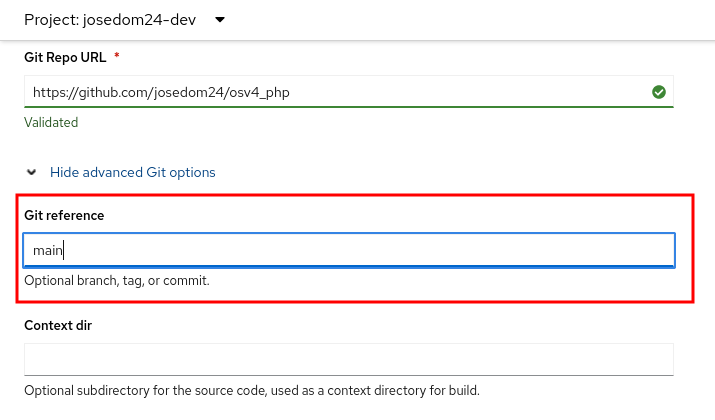 Project: josedom24-dev
Git Repo URL *
https://github.com/josedom24/osv4_php
Validated
Hide advanced Git options
Git reference
main
Optional branch, tag, or commit.
Context dir
Optional subdirectory for the source code, used as a context directory for build.